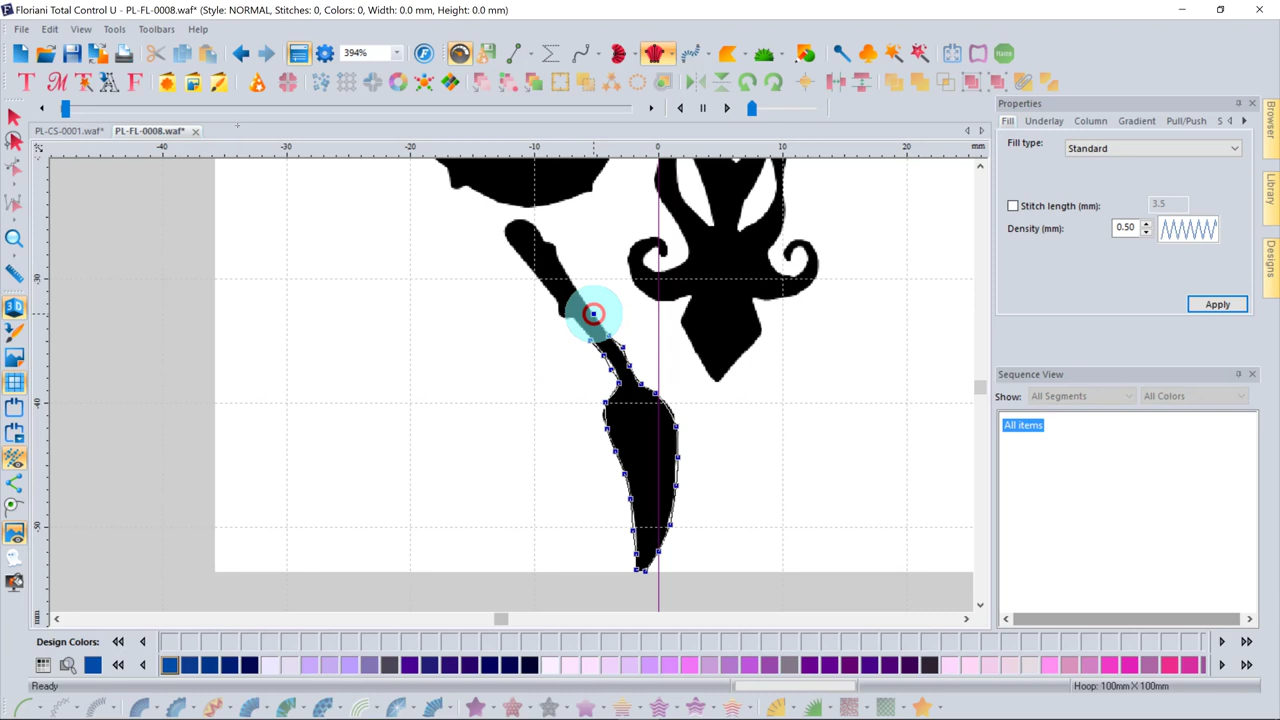 Floriani Total Control U - PL-FL-0008.waf* (Style: NORMAL, Stitches: 0, Colors: 0, Width: 0.0 mm, Height: 0.0 mm)
File Edit View Tools Toolbars Help
394%
Home
PL-CS-0001.waf* PL-FL-0008.waf*
-40 -30 -20 -10 0 10 20 mm
-30
-40
-50
mm
3D
Properties
Fill Underlay Column Gradient Pull/Push S
Fill type: Standard
Stitch length (mm): 3.5
Density (mm): 0.50
Apply
Sequence View
Show: All Segments All Colors
All items
Browser
Library
Designs
Design Colors:
Ready
Hoop: 100mm X 100mm